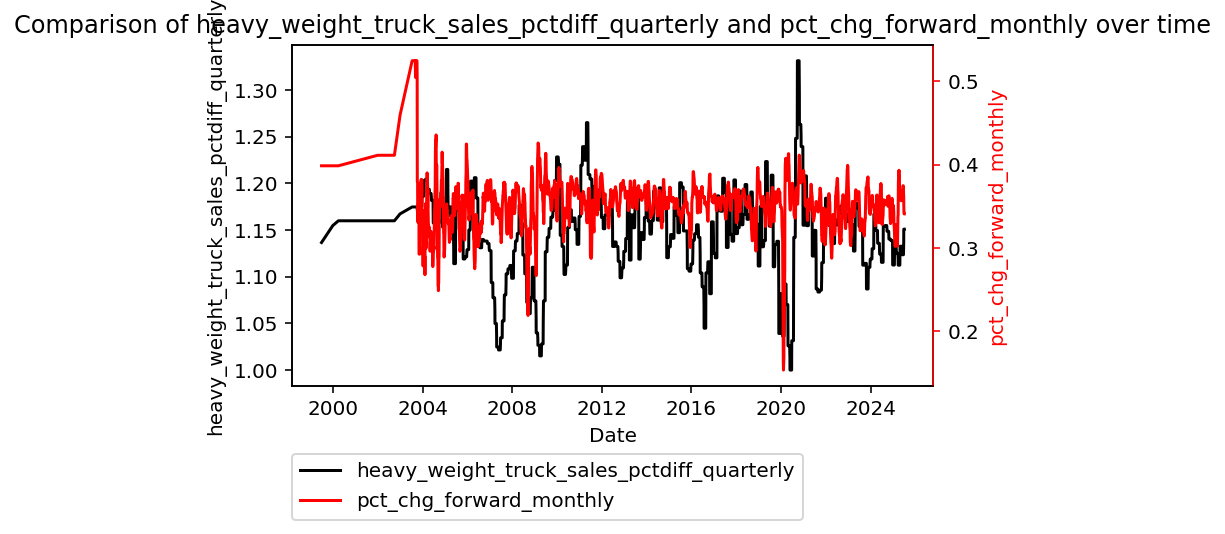 Comparison of heavy_weight_truck_sales_pctdiff_quarterly and pct_chg_forward_monthly over time
heavy_weight_truck_sales_pctdiff_quarterly
1.30
1.25
1.20
1.15
1.10
1.05
1.00
0.5
0.4
0.3
0.2
pct_chg_forward_monthly
2000 2004 2008 2012 2016 2020 2024
Date
heavy_weight_truck_sales_pctdiff_quarterly
pct_chg_forward_monthly